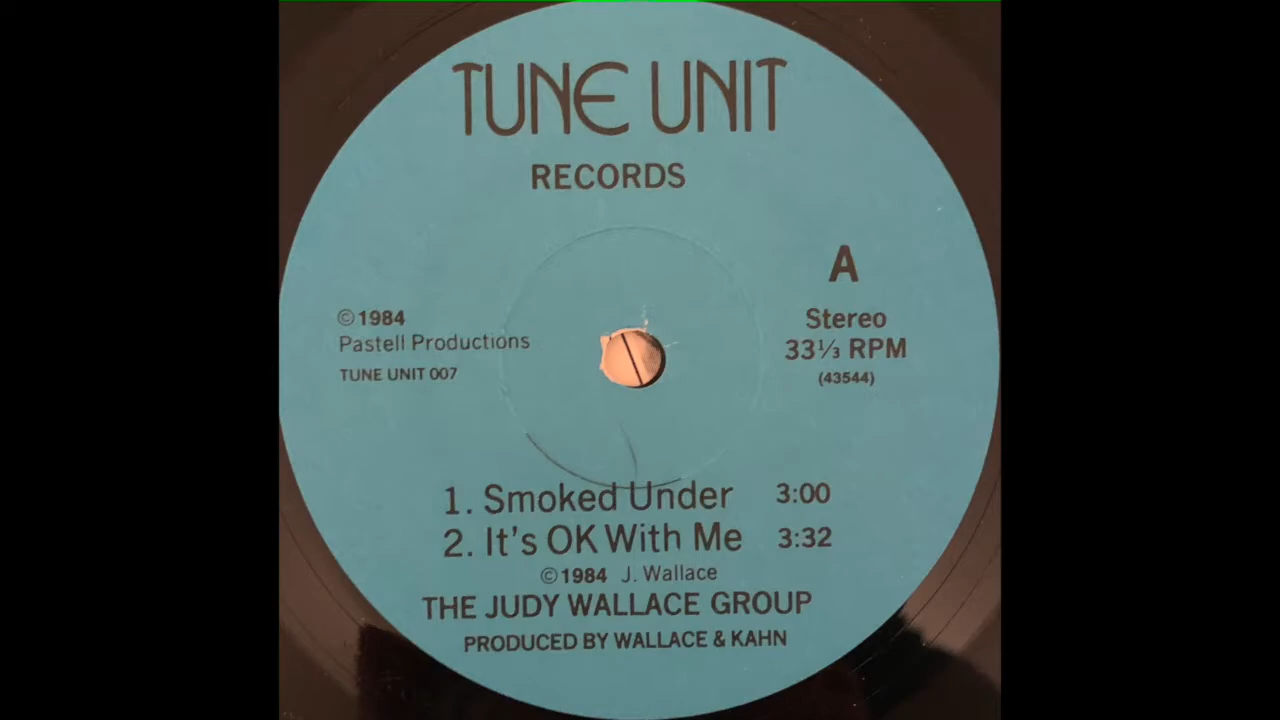 TUNE UNIT
RECORDS
A
©1984
Pastell Productions
TUNE UNIT 007
Stereo
33⅓ RPM
(43544)
1. Smoked Under 3:00
2. It's OK With Me 3:32
©1984 J. Wallace
THE JUDY WALLACE GROUP
PRODUCED BY WALLACE & KAHN